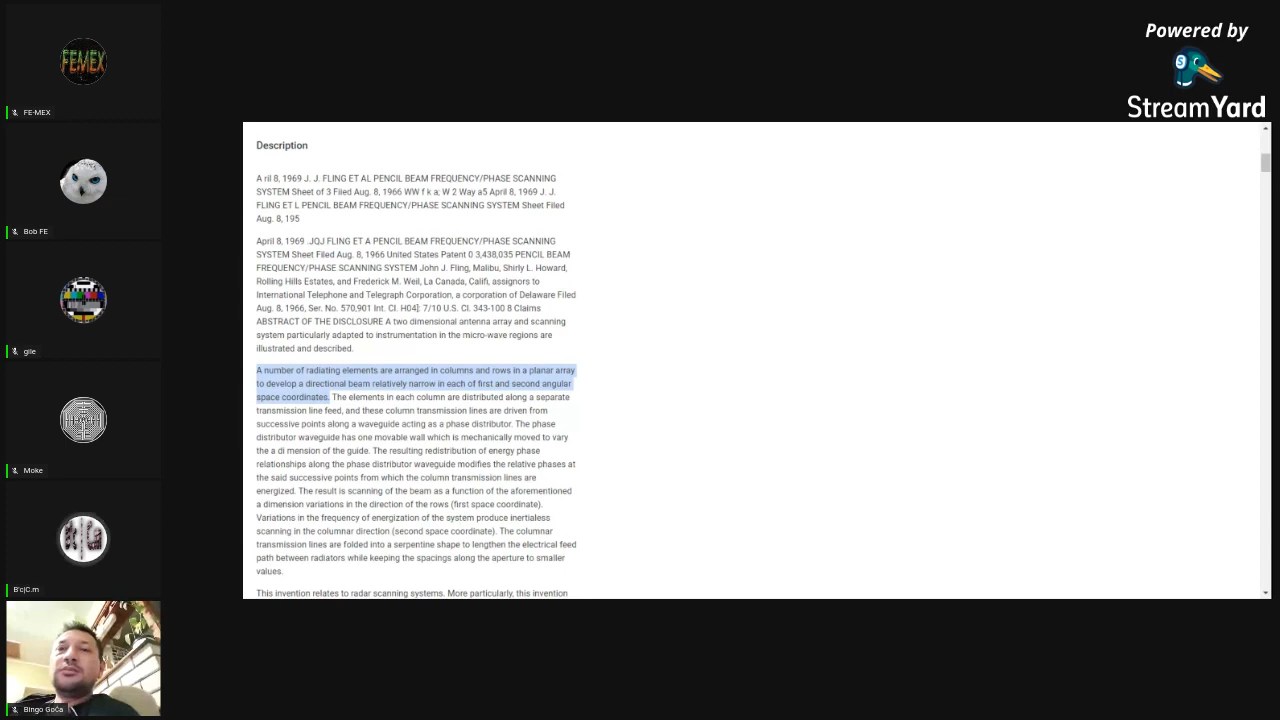 Powered by
StreamYard
FEMEX
FE-MEX
Bob FE
gile
Moke
B'c|C.m
Bingo Goča
Description
A ril 8, 1969 J. J. FLING ET AL PENCIL BEAM FREQUENCY/PHASE SCANNING
SYSTEM Sheet of 3 Filed Aug. 8, 1966 WW f k a; W 2 Way a5 April 8, 1969 J. J.
FLING ET L PENCIL BEAM FREQUENCY/PHASE SCANNING SYSTEM Sheet Filed
Aug. 8, 195
April 8, 1969 .JQJ FLING ET A PENCIL BEAM FREQUENCY/PHASE SCANNING
SYSTEM Sheet Filed Aug. 8, 1966 United States Patent 0 3,438,035 PENCIL BEAM
FREQUENCY/PHASE SCANNING SYSTEM John J. Fling, Malibu, Shirly L. Howard,
Rolling Hills Estates, and Frederick M. Weil, La Canada, Califi, assignors to
International Telephone and Telegraph Corporation, a corporation of Delaware Filed
Aug. 8, 1966, Ser. No. 570,901 Int. Cl. H04]: 7/10 U.S. Cl. 343-100 8 Claims
ABSTRACT OF THE DISCLOSURE A two dimensional antenna array and scanning
system particularly adapted to instrumentation in the micro-wave regions are
illustrated and described.
A number of radiating elements are arranged in columns and rows in a planar array
to develop a directional beam relatively narrow in each of first and second angular
space coordinates. The elements in each column are distributed along a separate
transmission line feed, and these column transmission lines are driven from
successive points along a waveguide acting as a phase distributor. The phase
distributor waveguide has one movable wall which is mechanically moved to vary
the a di mension of the guide. The resulting redistribution of energy phase
relationships along the phase distributor waveguide modifies the relative phases at
the said successive points from which the column transmission lines are
energized. The result is scanning of the beam as a function of the aforementioned
a dimension variations in the direction of the rows (first space coordinate).
Variations in the frequency of energization of the system produce inertialess
scanning in the columnar direction (second space coordinate). The columnar
transmission lines are folded into a serpentine shape to lengthen the electrical feed
path between radiators while keeping the spacings along the aperture to smaller
values.
This invention relates to radar scanning systems. More particularly, this invention